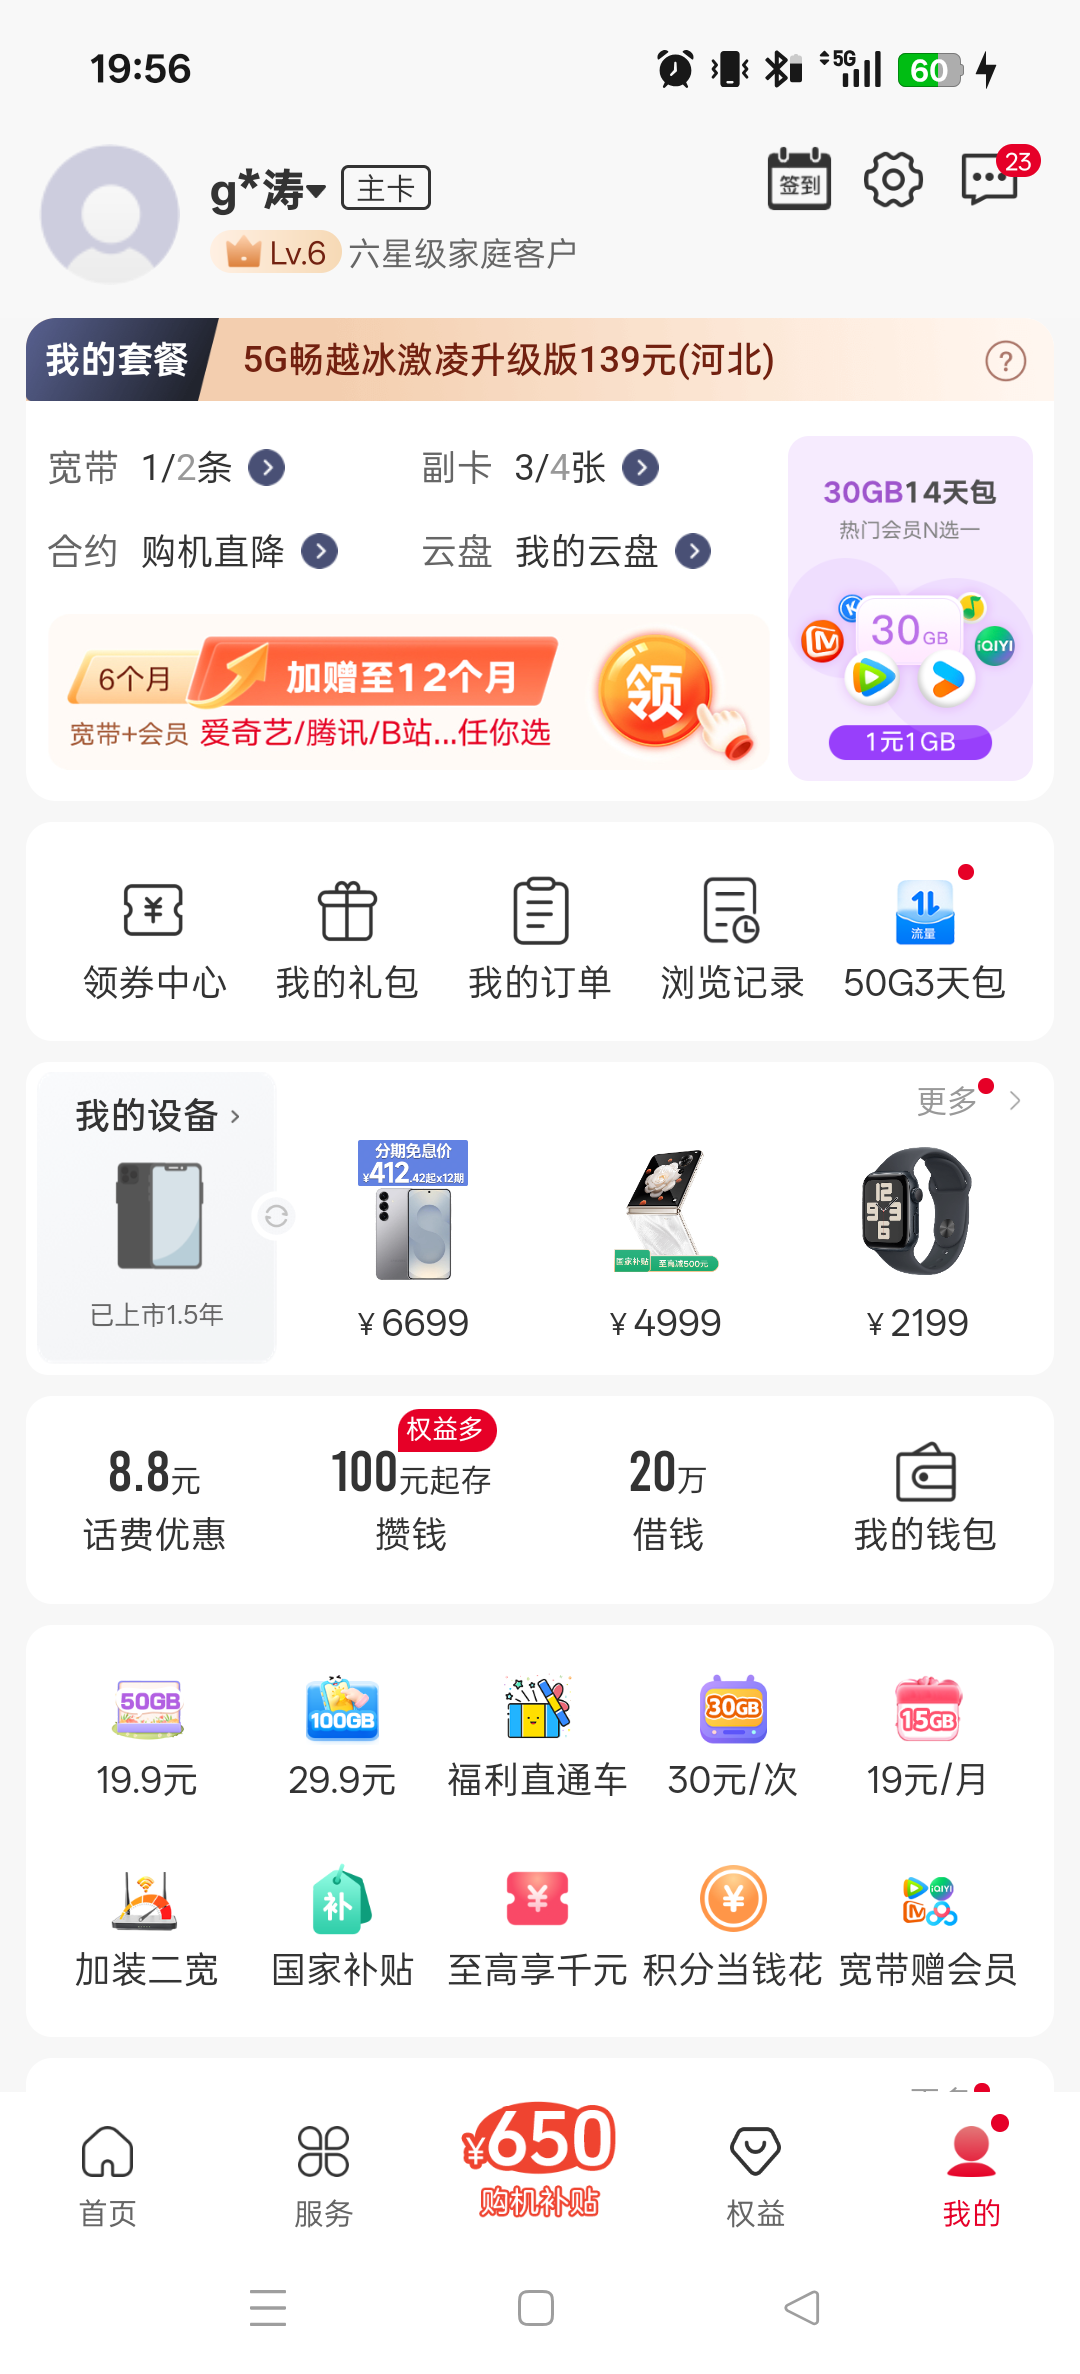 19:56
5G
60
g*涛
主卡
签到
23
Lv.6
六星级家庭客户
我的套餐
5G畅越冰激凌升级版139元(河北)
?
宽带 1/2条
副卡 3/4张
合约 购机直降
云盘 我的云盘
30GB14天包
热门会员N选一
30GB
iQIYI
1元1GB
6个月
加赠至12个月
宽带+会员
爱奇艺/腾讯/B站...任你选
领
流量
领券中心
我的礼包
我的订单
浏览记录
50G3天包
我的设备
更多
已上市1.5年
分期免息价
¥412.42起x12期
国家补贴
至高减500元
¥6699
¥4999
¥2199
12
9 3
6
权益多
8.8元
100元起存
20万
话费优惠
攒钱
借钱
我的钱包
50GB
100GB
30GB
15GB
19.9元
29.9元
福利直通车
30元/次
19元/月
补
¥
¥
iQIYI
加装二宽
国家补贴
至高享千元
积分当钱花
宽带赠会员
¥650
购机补贴
首页
服务
权益
我的